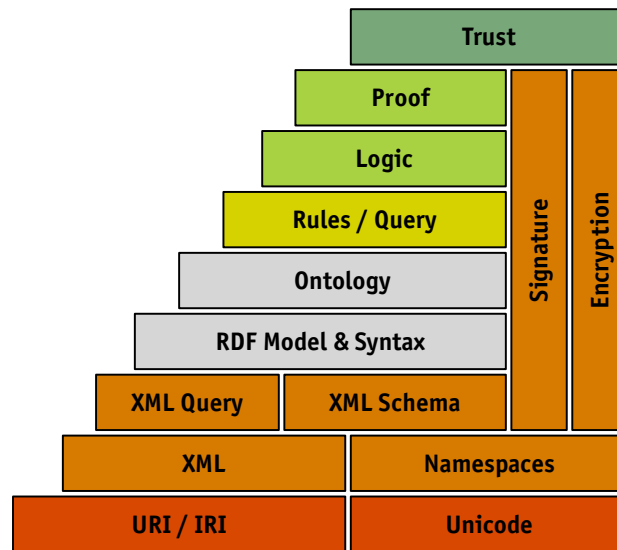 Trust
Proof
Logic
Rules / Query
Ontology
RDF Model & Syntax
XML Query
XML Schema
Signature
Encryption
XML
Namespaces
URI / IRI
Unicode